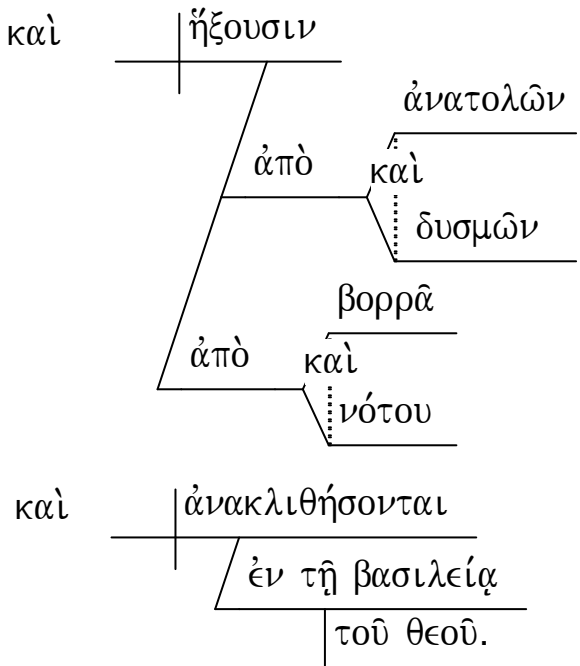 καὶ ἥξουσιν
ἀπὸ ἀνατολῶν
καὶ
δυσμῶν
ἀπὸ βορρᾶ
καὶ
νότου
καὶ ἀνακλιθήσονται
ἐν τῇ βασιλείᾳ
τοῦ θεοῦ.